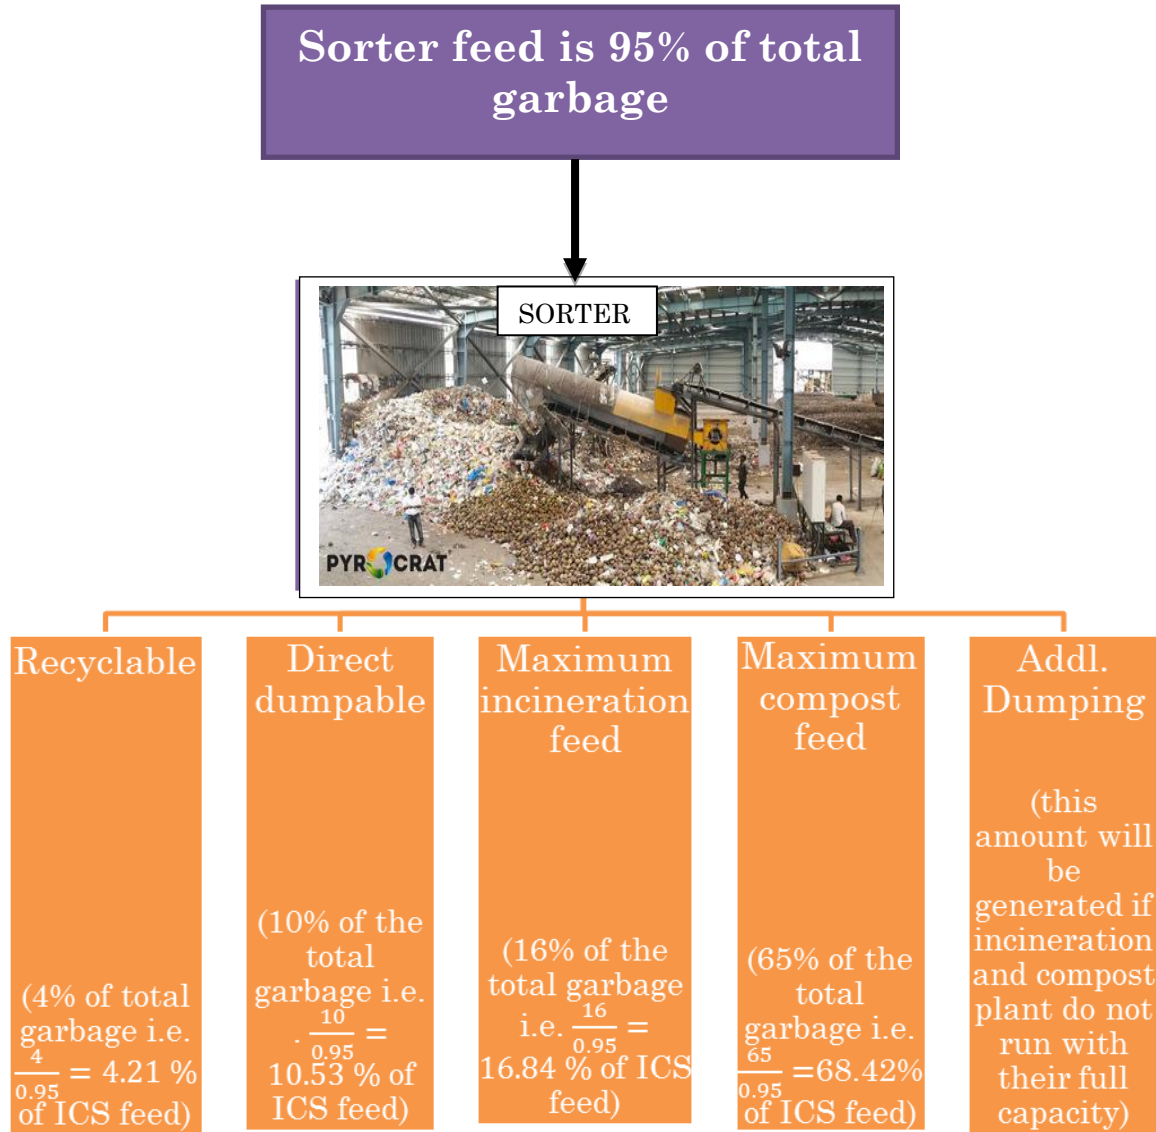 Sorter feed is 95% of total
garbage
SORTER
PYROCRAT
Recyclable
(4% of total
garbage i.e.
4/0.95 = 4.21 %
of ICS feed)
Direct
dumpable
(10% of the
total
garbage i.e.
. 10/0.95 =
10.53 % of
ICS feed)
Maximum
incineration
feed
(16% of the
total garbage
i.e. 16/0.95 =
16.84 % of ICS
feed)
Maximum
compost
feed
(65% of the
total
garbage i.e.
65/0.95 =68.42%
of ICS feed)
Addl.
Dumping
(this
amount will
be
generated if
incineration
and compost
plant do not
run with
their full
capacity)